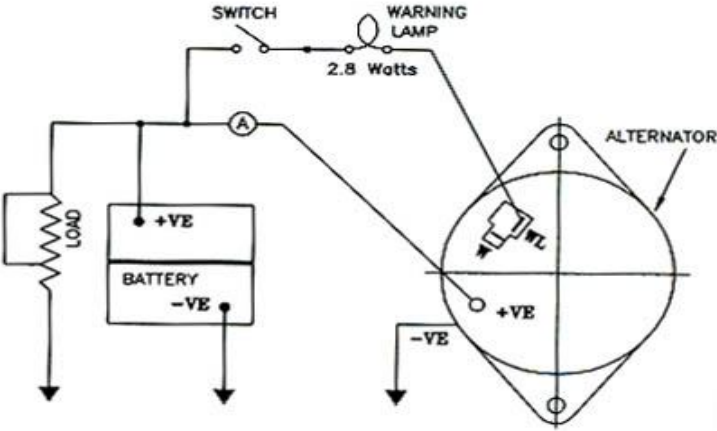 SWITCH
WARNING
LAMP
2.8 Watts
A
ALTERNATOR
LOAD
+VE
BATTERY
-VE
W
WL
+VE
-VE